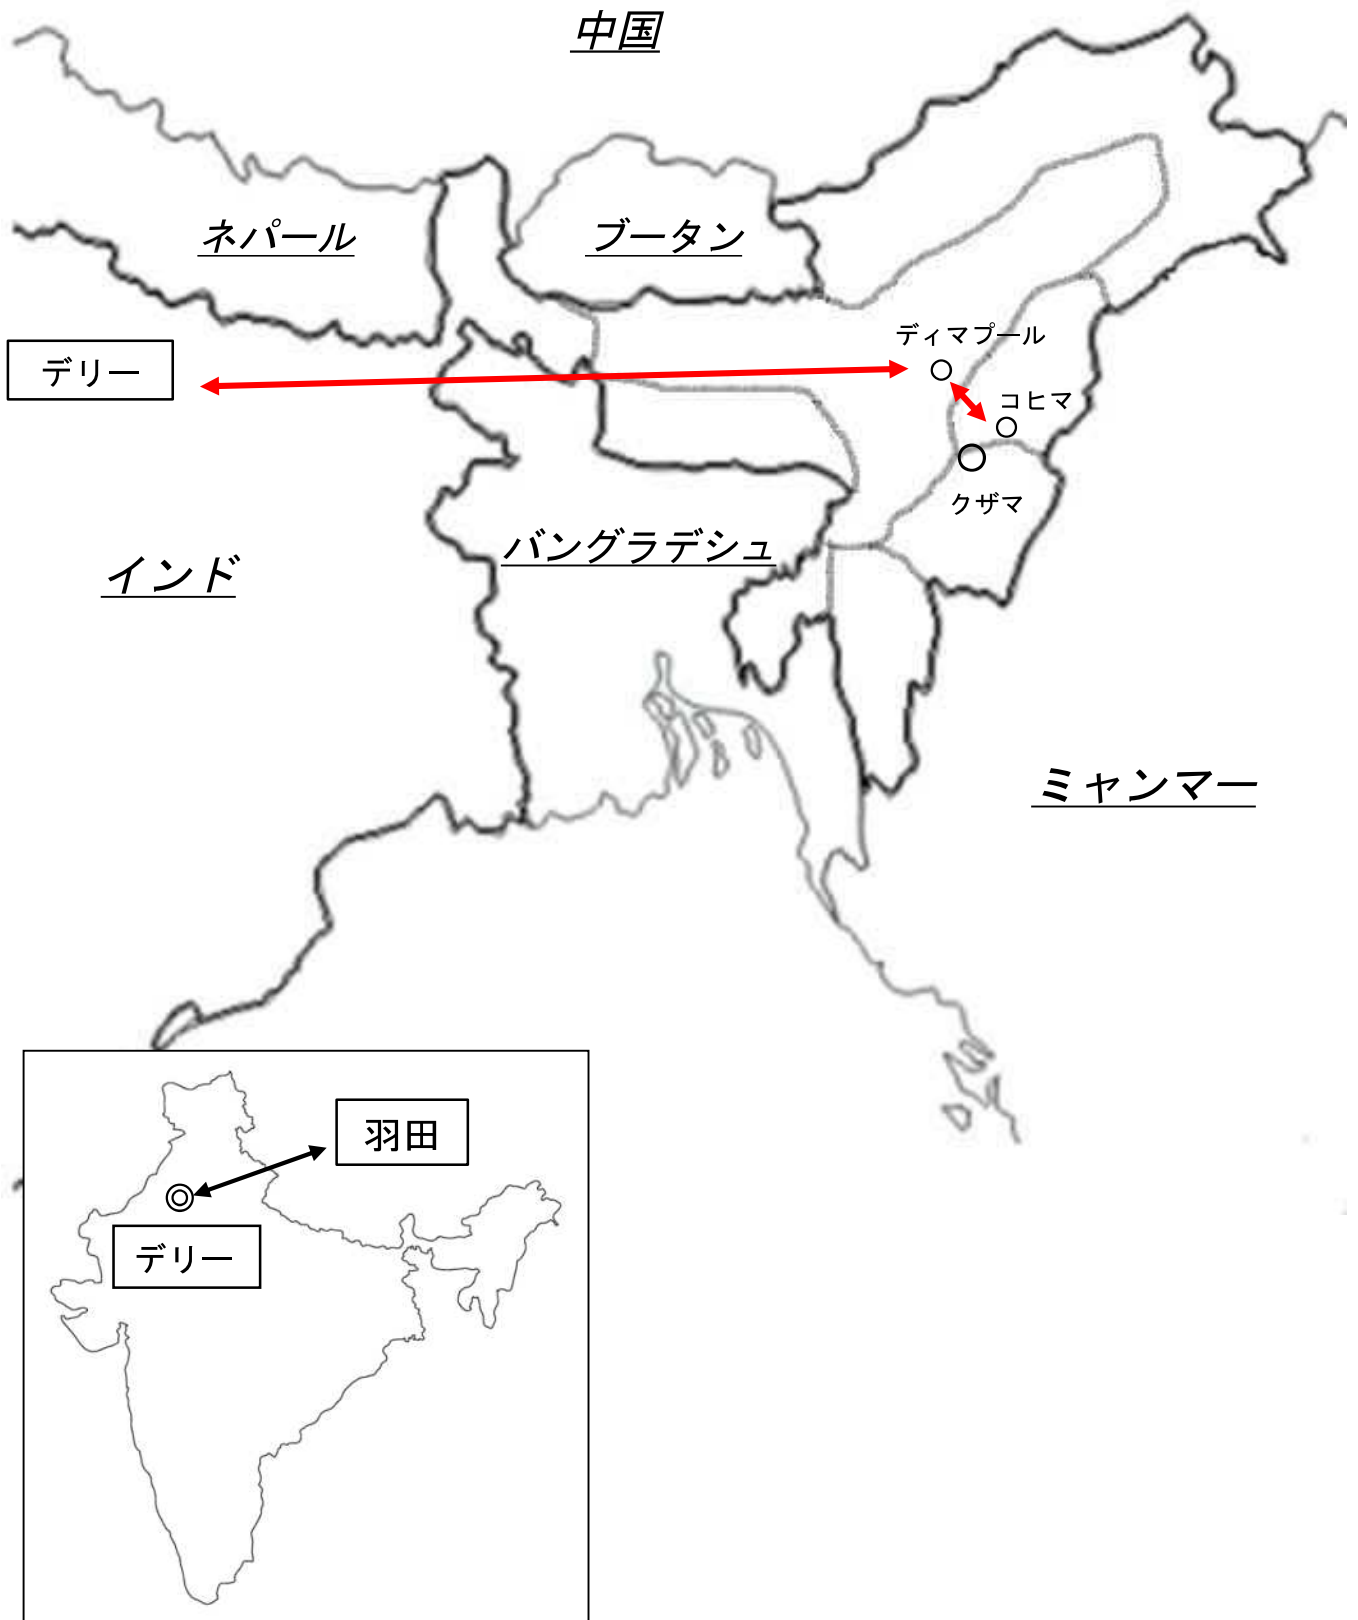 中国
ネパール
ブータン
ディマプール
デリー
コヒマ
クザマ
バングラデシュ
インド
ミャンマー
羽田
デリー